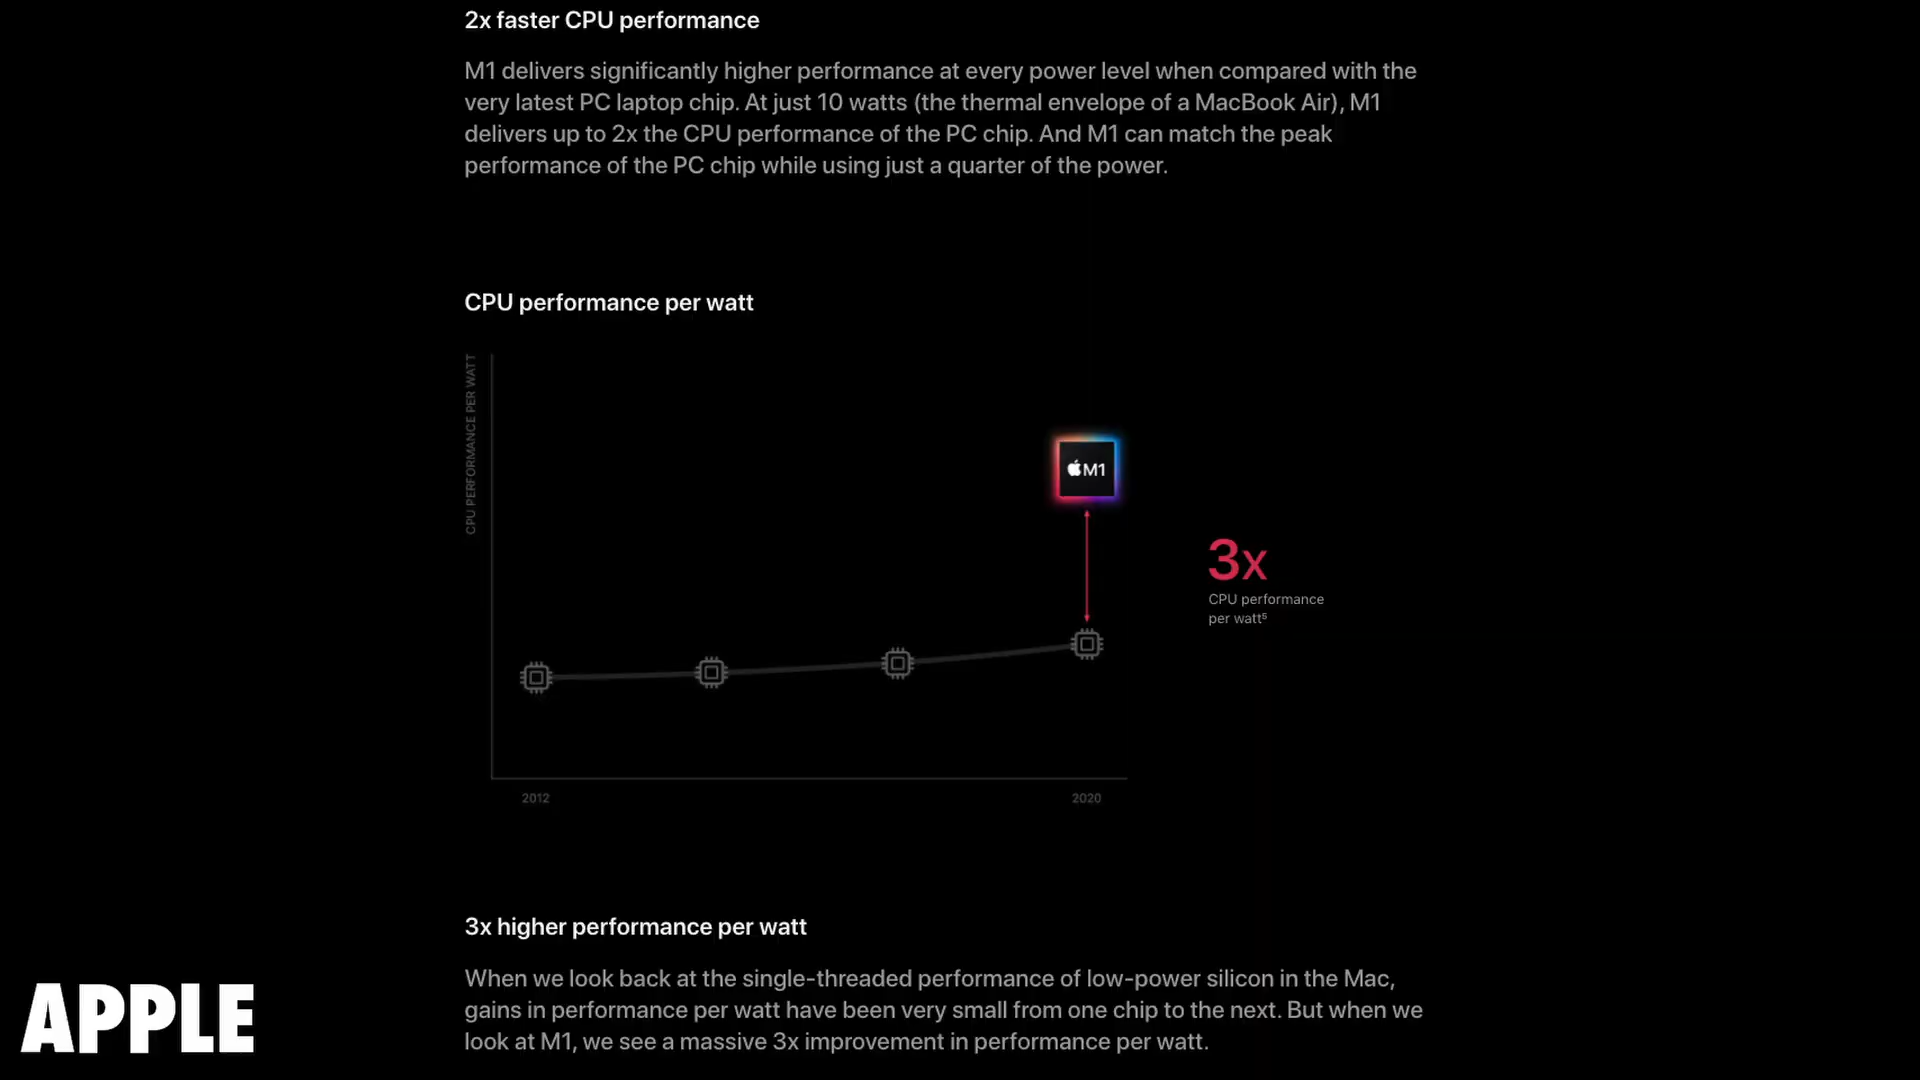 2x faster CPU performance
M1 delivers significantly higher performance at every power level when compared with the
very latest PC laptop chip. At just 10 watts (the thermal envelope of a MacBook Air), M1
delivers up to 2x the CPU performance of the PC chip. And M1 can match the peak
performance of the PC chip while using just a quarter of the power.
CPU performance per watt
CPU PERFORMANCE PER WATT
M1
3x
CPU performance
per watt⁵
2012
2020
3x higher performance per watt
When we look back at the single-threaded performance of low-power silicon in the Mac,
gains in performance per watt have been very small from one chip to the next. But when we
look at M1, we see a massive 3x improvement in performance per watt.
APPLE